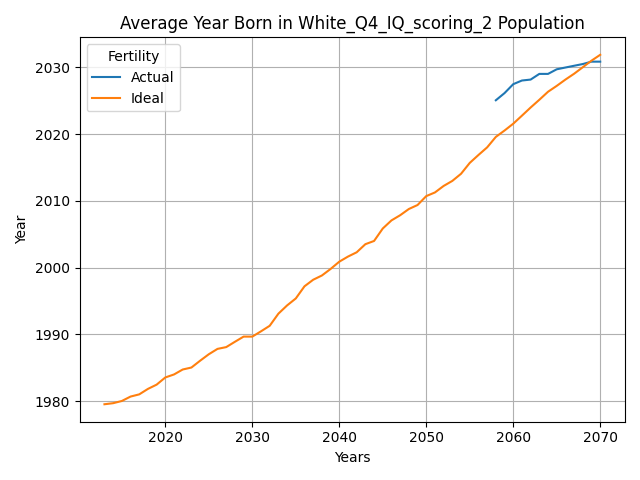 Average Year Born in White_Q4_IQ_scoring_2 Population
Fertility
Actual
Ideal
Year
2030
2020
2010
2000
1990
1980
2020 2030 2040 2050 2060 2070
Years